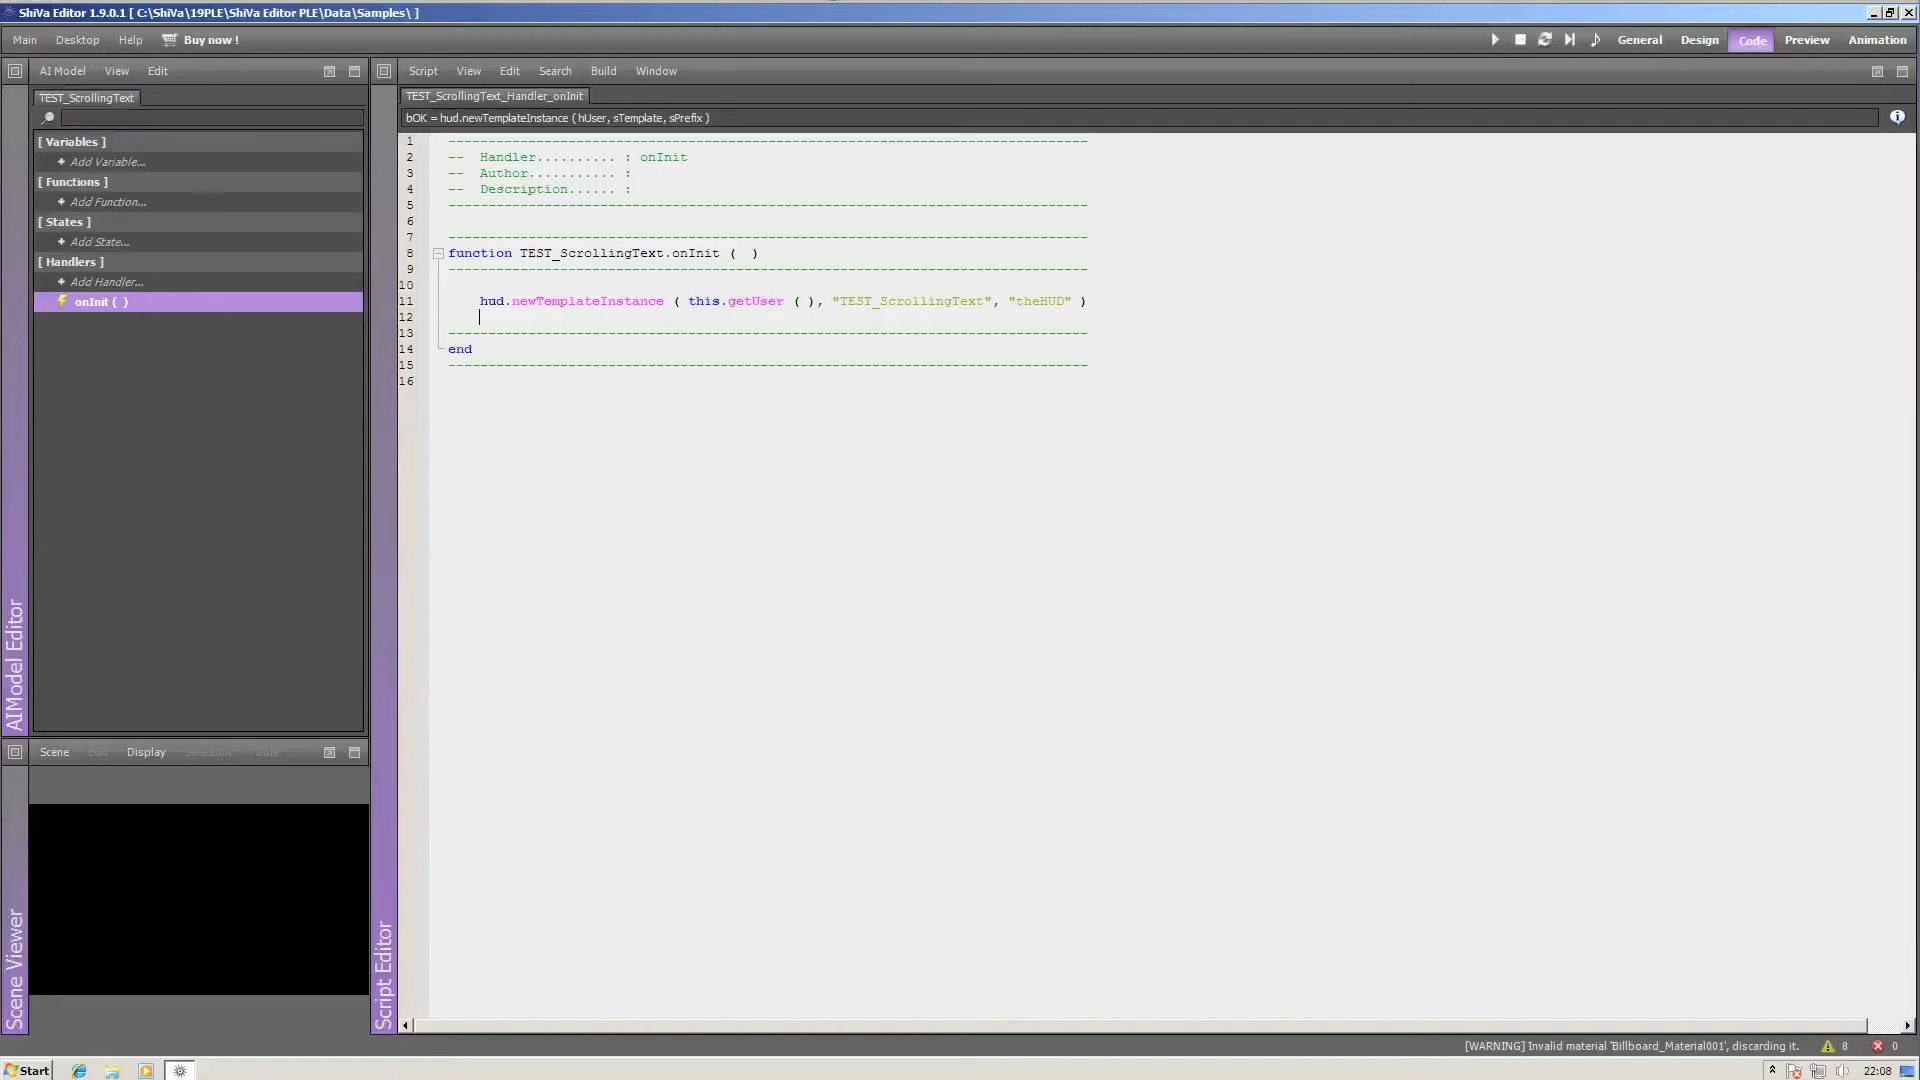 ShiVa Editor 1.9.0.1 [ C:\ShiVa\19PLE\ShiVa Editor PLE\Data\Samples\ ]
Main Desktop Help Buy now !
General Design Code Preview Animation
AI Model View Edit
Script View Edit Search Build Window
TEST_ScrollingText
TEST_ScrollingText_Handler_onInit
bOK = hud.newTemplateInstance ( hUser, sTemplate, sPrefix )
[ Variables ]
+ Add Variable...
[ Functions ]
+ Add Function...
[ States ]
+ Add State...
[ Handlers ]
+ Add Handler...
onInit ( )
AIModel Editor
1 --------------------------------------------------------------------------------
2 -- Handler.......... : onInit
3 -- Author........... :
4 -- Description...... :
5 --------------------------------------------------------------------------------
6
7 --------------------------------------------------------------------------------
8 function TEST_ScrollingText.onInit ( )
9 --------------------------------------------------------------------------------
10
11 hud.newTemplateInstance ( this.getUser ( ), "TEST_ScrollingText", "theHUD" )
12
13 --------------------------------------------------------------------------------
14 end
15 --------------------------------------------------------------------------------
16
Scene Display
Scene Viewer
Script Editor
[WARNING] Invalid material 'Billboard_Material001', discarding it. 8 0
Start
22:08